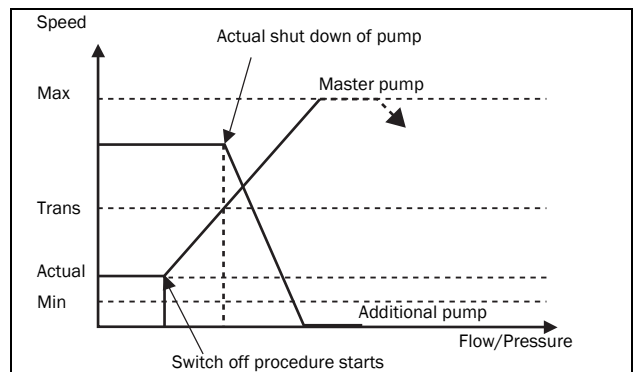 Speed
Actual shut down of pump
Master pump
Max
Trans
Actual
Min
Additional pump
Flow/Pressure
Switch off procedure starts